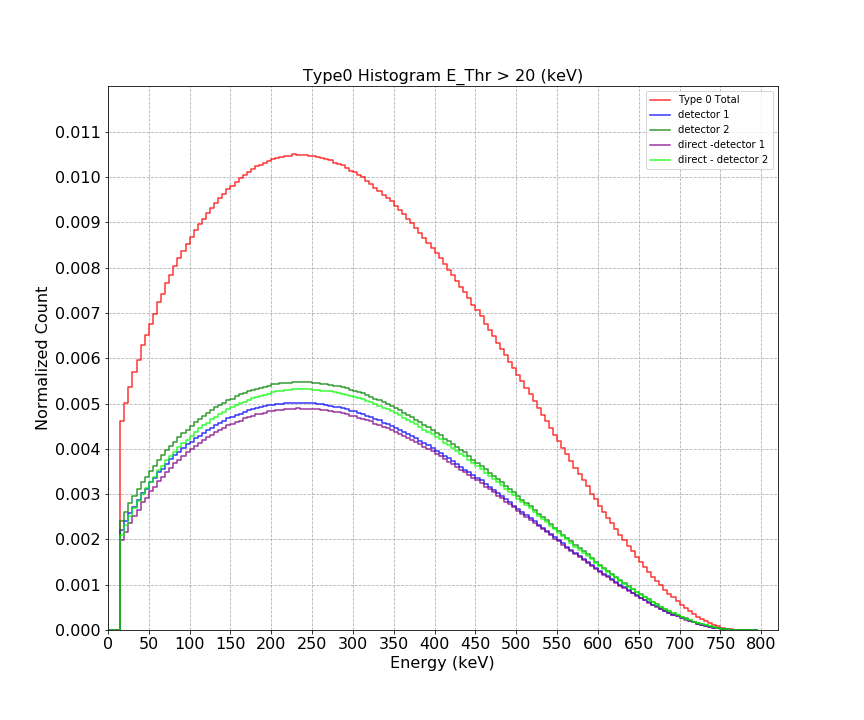 Type0 Histogram E_Thr > 20 (keV)
Type 0 Total
detector 1
detector 2
direct -detector 1
direct - detector 2
0.011
0.010
0.009
0.008
0.007
0.006
0.005
0.004
0.003
0.002
0.001
0.000
Normalized Count
0 50 100 150 200 250 300 350 400 450 500 550 600 650 700 750 800
Energy (keV)